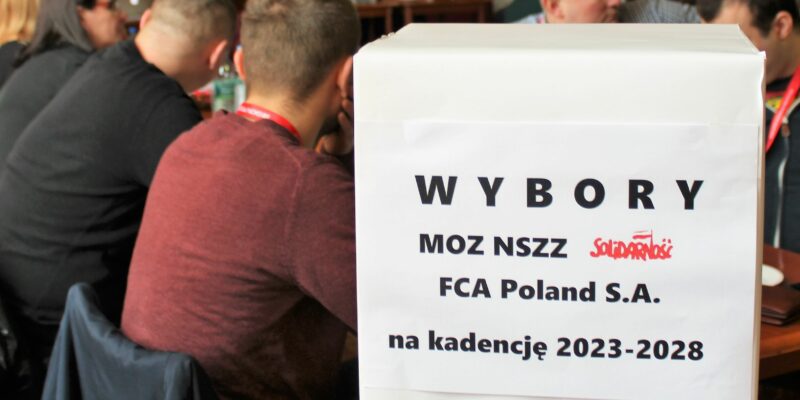 WYBORY
MOZ NSZZ SOLIDARNOŚĆ
FCA Poland S.A.
na kadencję 2023-2028